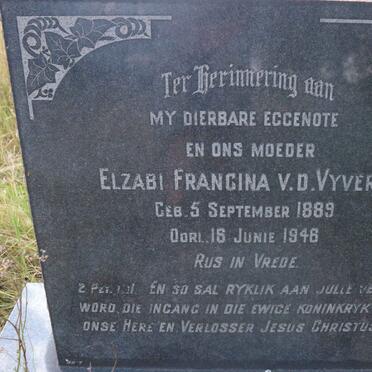 Ter Herinnering aan
MY DIERBARE EGGENOTE
EN ONS MOEDER
ELZABI FRANCINA V.D. VYVER
GEB. 5 SEPTEMBER 1889
OORL. 16 JUNIE 1946
RUS IN VREDE.
2 PET. 1:11. EN SO SAL RYKLIK AAN JULLE
WORD DIE INGANG IN DIE EWIGE KONINKRYK
ONSE HERE EN VERLOSSER JESUS CHRISTUS